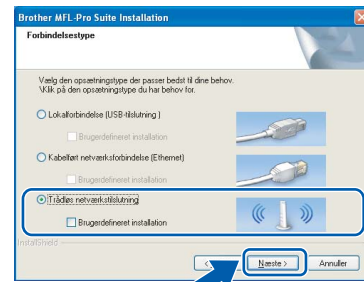 Brother MFL-Pro Suite Installation
Forbindelsestype
Vælg den opsætningstype der passer bedst til dine behov.
\Klik på den opsætningstype du har behov for.
Lokalforbindelse (USB-tilslutning )
Brugerdefineret installation
Kabelført netværksforbindelse (Ethernet)
Brugerdefineret installation
Trådløs netværkstilslutning
Brugerdefineret installation
InstallShield
< Næste > Annuller